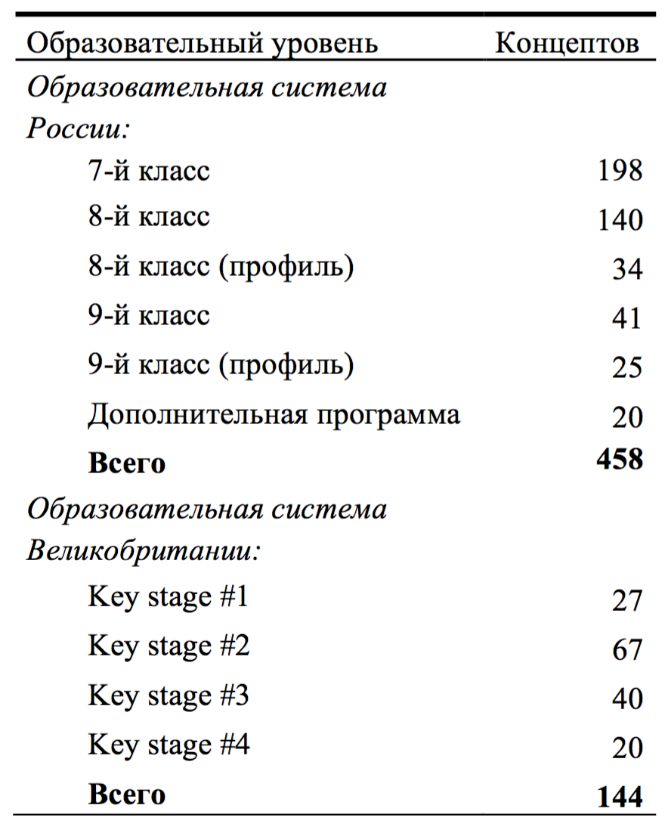 Образовательный уровень Концептов
Образовательная система
России:
7-й класс 198
8-й класс 140
8-й класс (профиль) 34
9-й класс 41
9-й класс (профиль) 25
Дополнительная программа 20
Всего 458
Образовательная система
Великобритании:
Key stage #1 27
Key stage #2 67
Key stage #3 40
Key stage #4 20
Всего 144